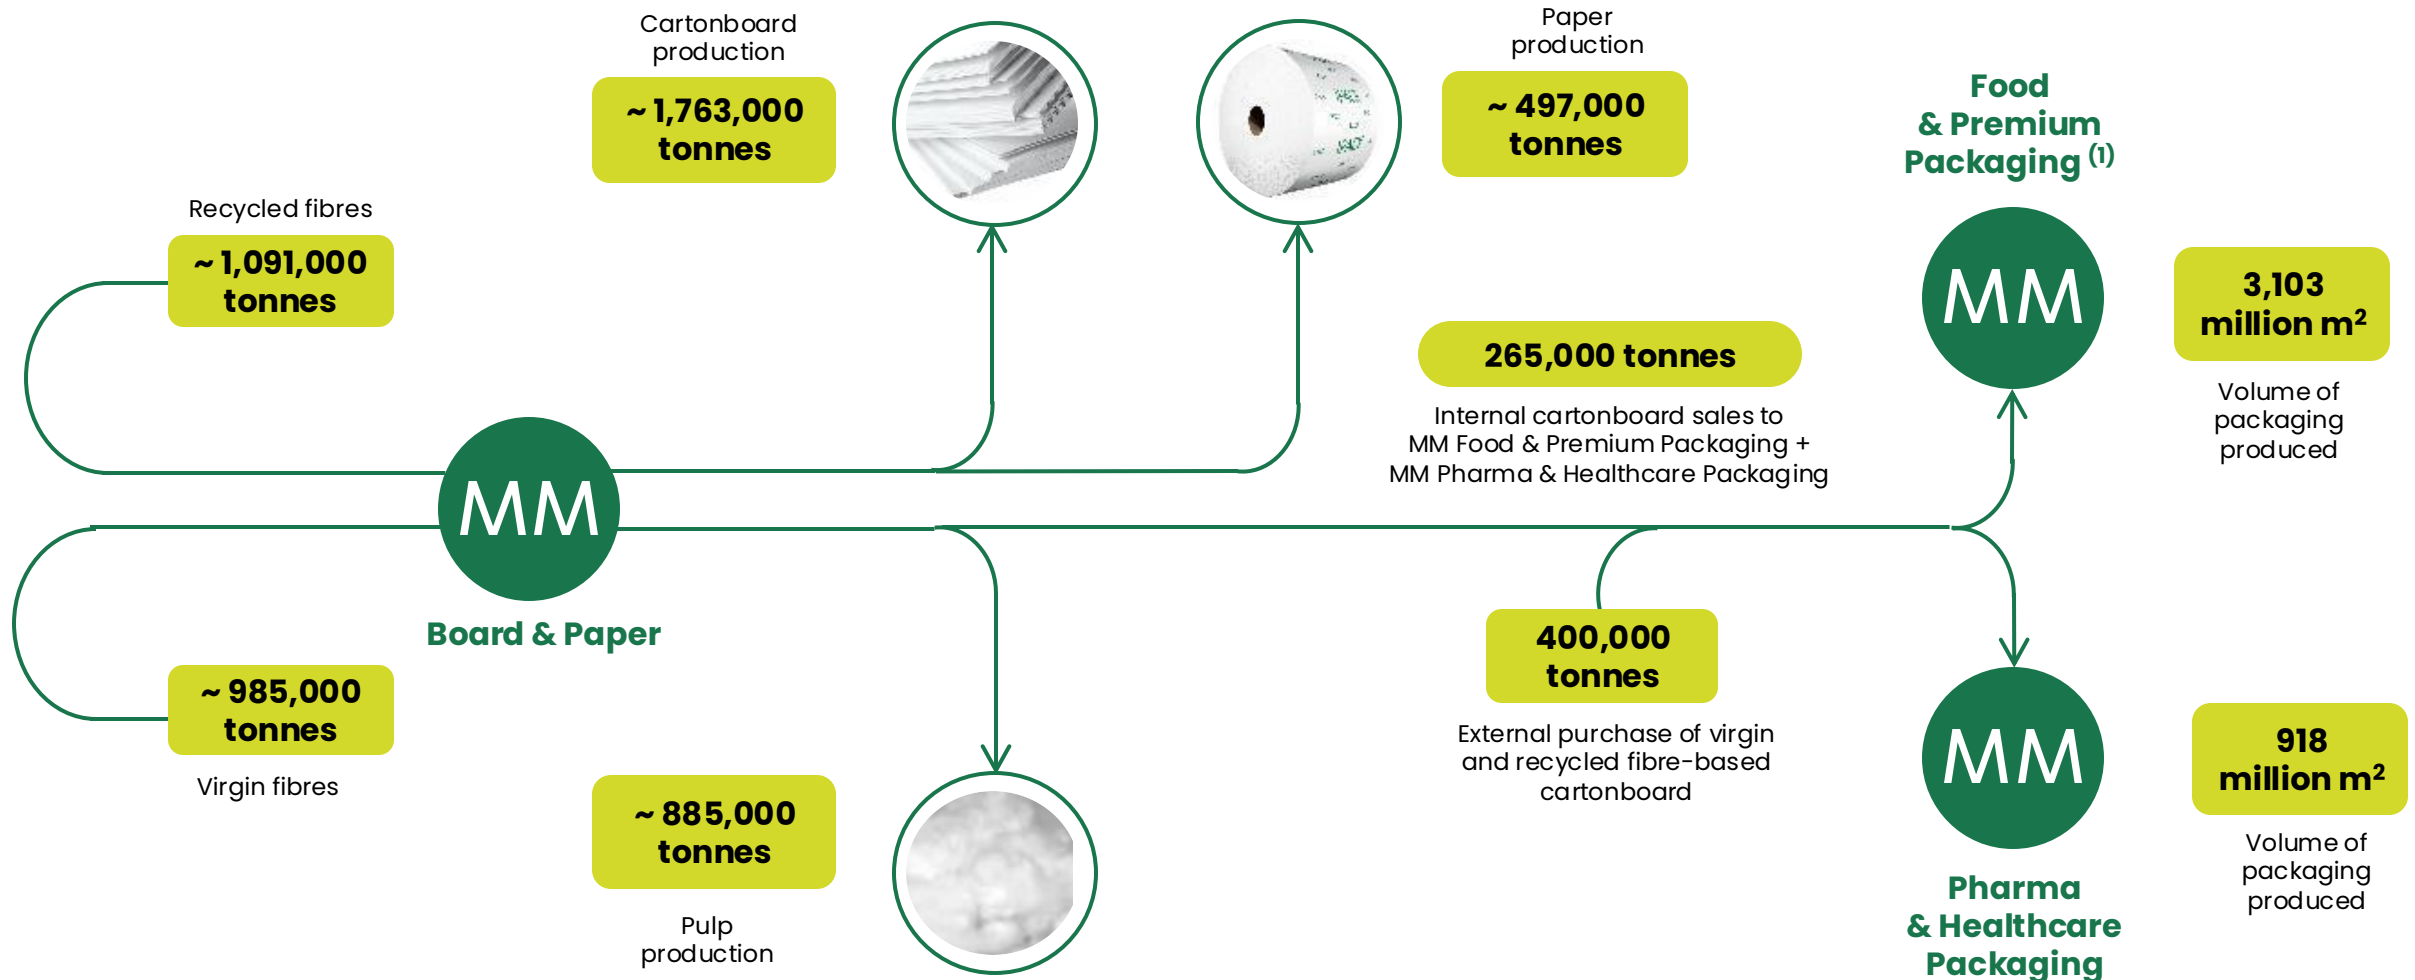 Cartonboard
production
~ 1,763,000
tonnes
Paper
production
~ 497,000
tonnes
Food
& Premium
Packaging (1)
MM
3,103
million m²
Volume of
packaging
produced
Recycled fibres
~ 1,091,000
tonnes
265,000 tonnes
Internal cartonboard sales to
MM Food & Premium Packaging +
MM Pharma & Healthcare Packaging
MM
Board & Paper
~ 985,000
tonnes
Virgin fibres
~ 885,000
tonnes
Pulp
production
400,000
tonnes
External purchase of virgin
and recycled fibre-based
cartonboard
MM
Pharma
& Healthcare
Packaging
918
million m²
Volume of
packaging
produced